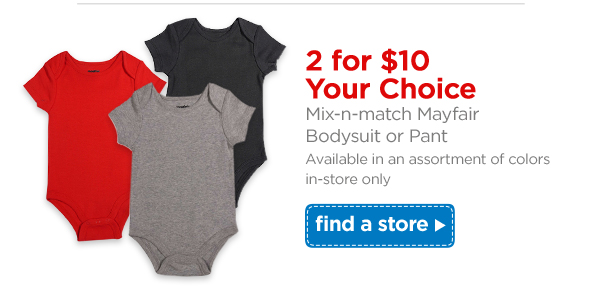 2 for $10
Your Choice
Mix-n-match Mayfair
Bodysuit or Pant
Available in an assortment of colors
in-store only
find a store